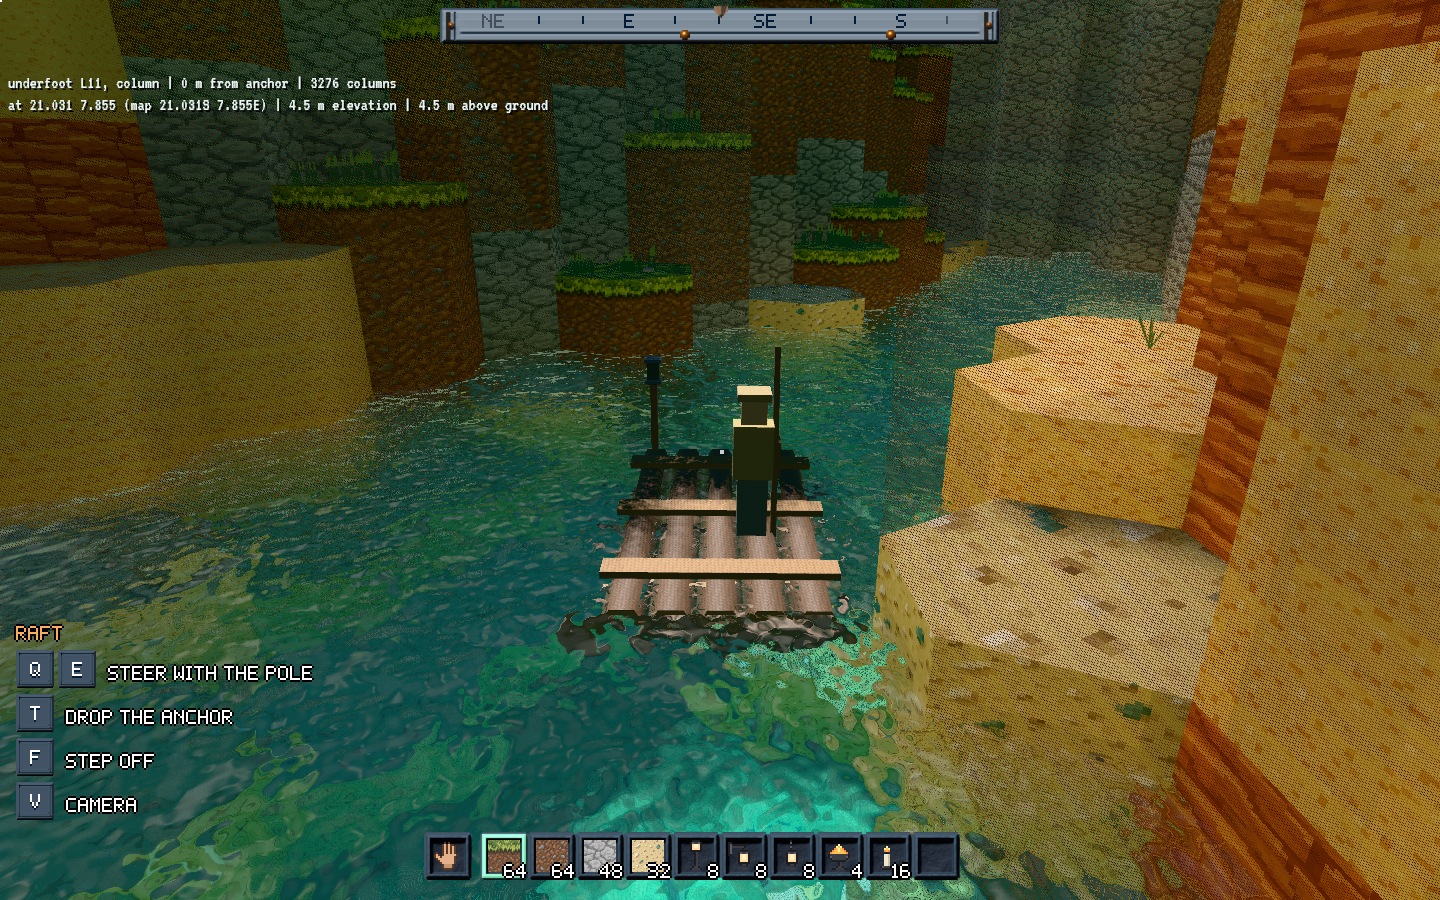 NE E SE S
underfoot L11, column | 0 m from anchor | 3276 columns
at 21.031 7.855 (map 21.031S 7.855E) | 4.5 m elevation | 4.5 m above ground
RAFT
Q E STEER WITH THE POLE
T DROP THE ANCHOR
F STEP OFF
V CAMERA
64 64 48 32 8 8 8 4 16